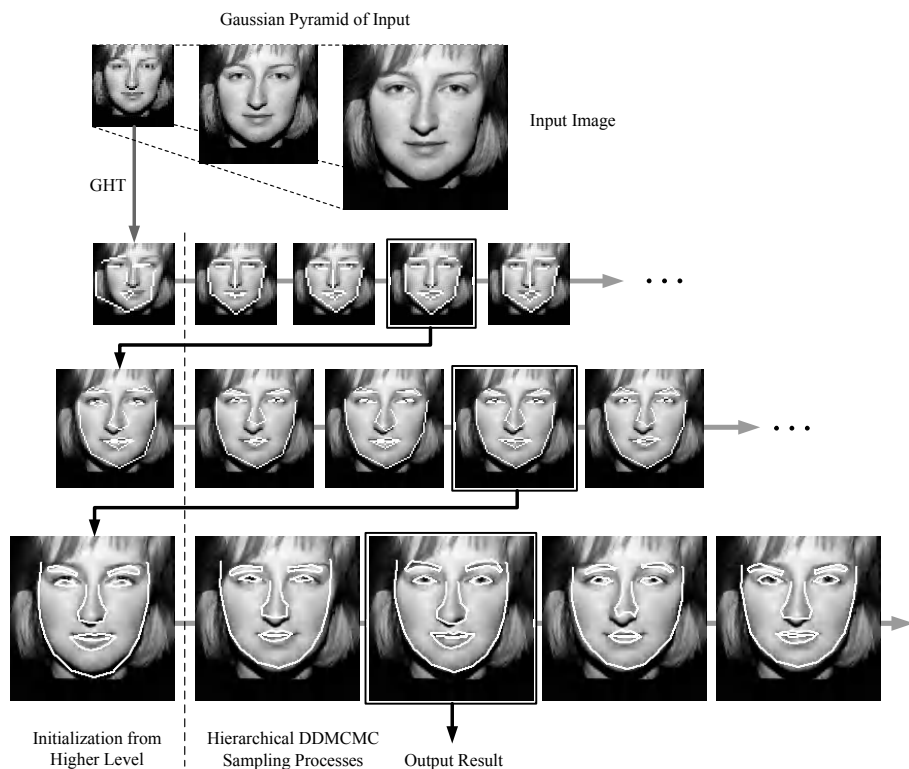 Gaussian Pyramid of Input
Input Image
GHT
• • •
• • •
Initialization from
Higher Level
Hierarchical DDMCMC
Sampling Processes
Output Result